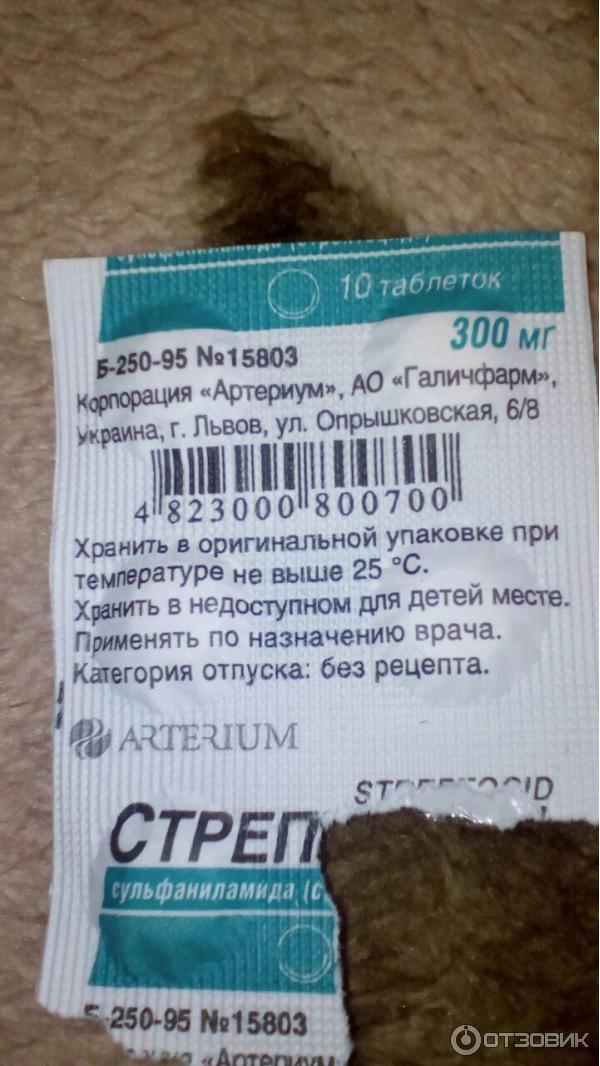 10 таблеток
300 мг
Б-250-95 №15803
Корпорация «Артериум», АО «Галичфарм»,
Украина, г. Львов, ул. Опрышковская, 6/8
4 823000 800700
Хранить в оригинальной упаковке при
температуре не выше 25 °С.
Хранить в недоступном для детей месте.
Применять по назначению врача.
Категория отпуска: без рецепта.
ARTERIUM
STREPTOCID
СТРЕП
сульфаниламида (с
Б-250-95 №15803
«Артериум
ОТЗОВИК